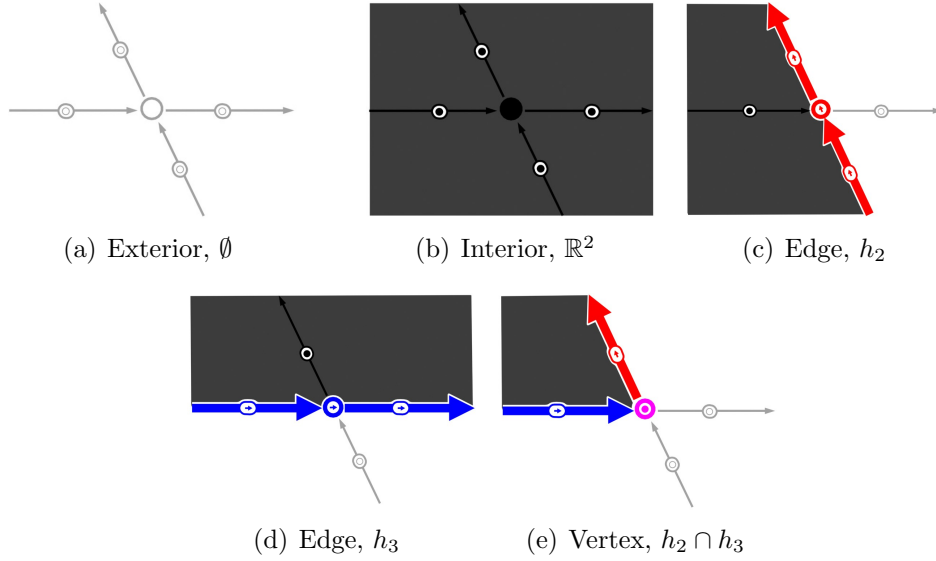 (a) Exterior, ∅
(b) Interior, ℝ²
(c) Edge, h₂
(d) Edge, h₃
(e) Vertex, h₂ ∩ h₃